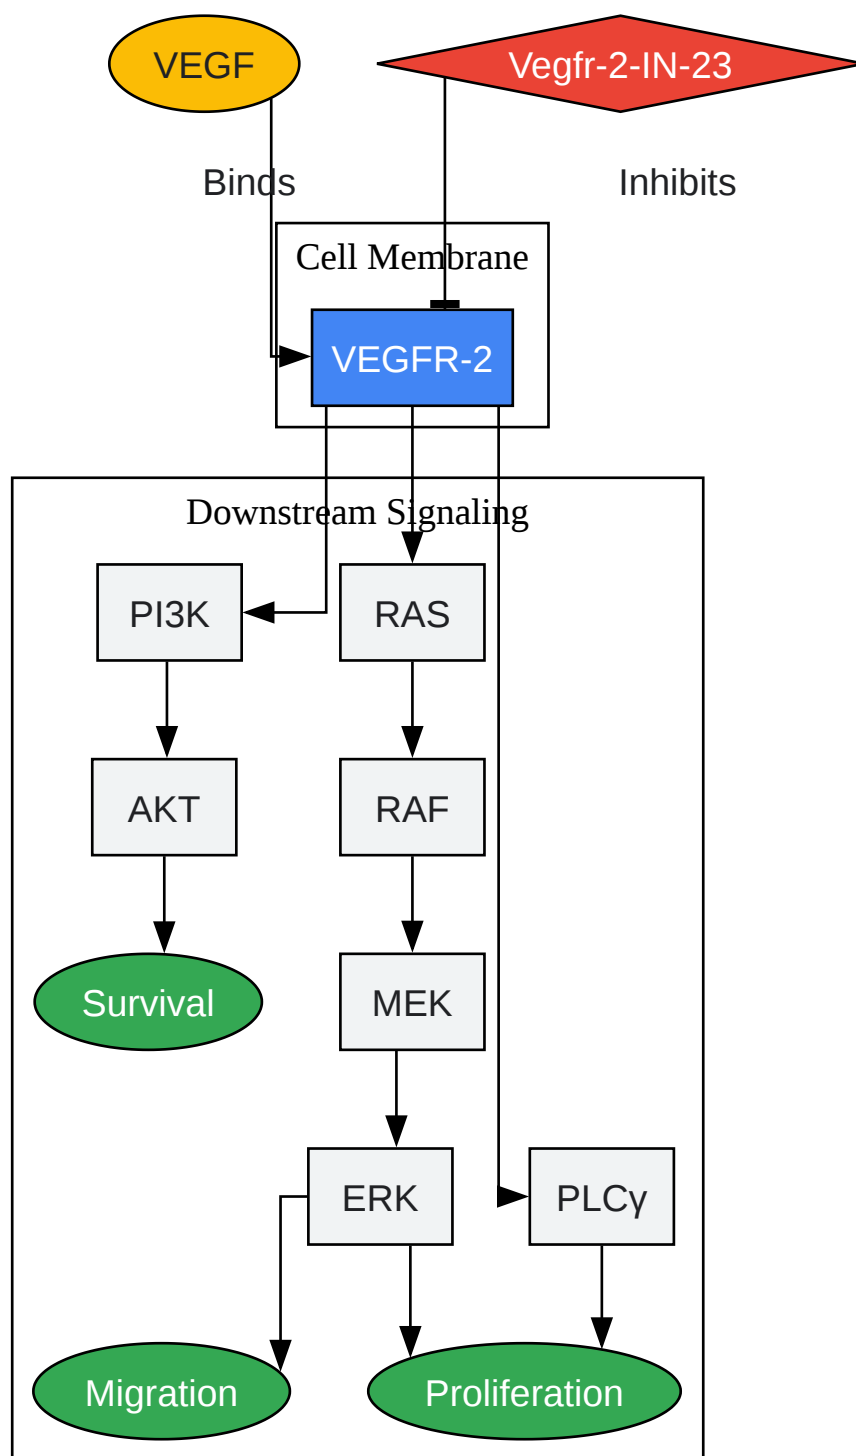 VEGF
Vegfr-2-IN-23
Binds
Inhibits
Cell Membrane
VEGFR-2
Downstream Signaling
PI3K
RAS
AKT
RAF
Survival
MEK
ERK
PLCγ
Migration
Proliferation